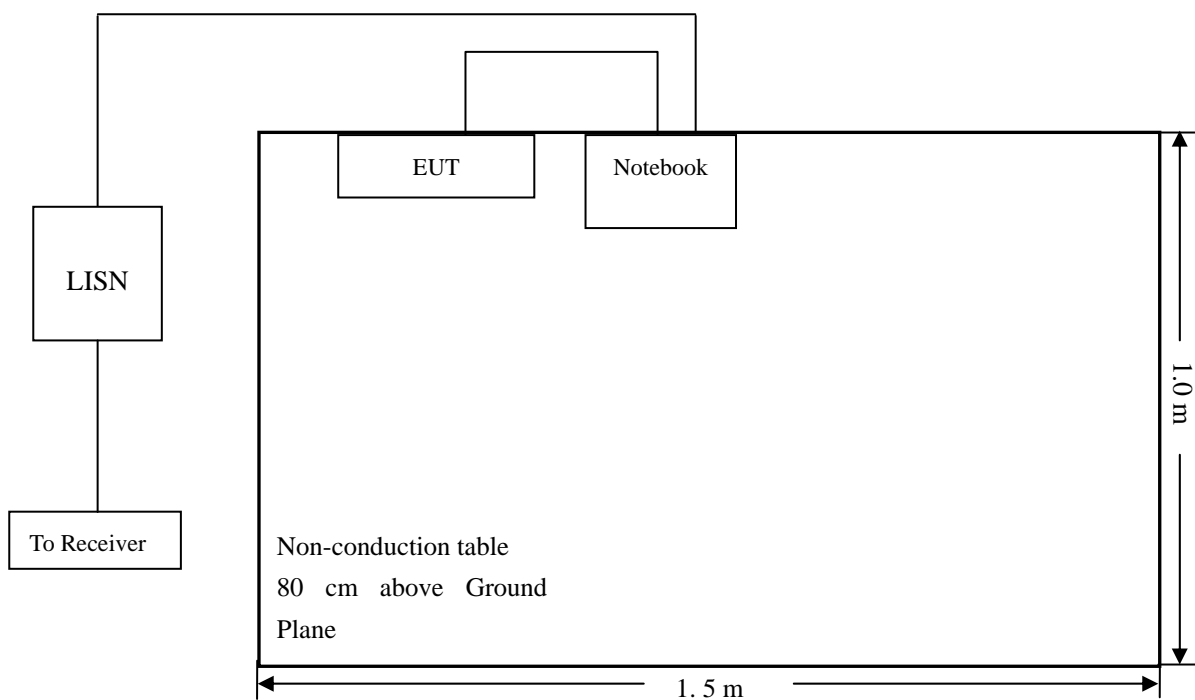 EUT
Notebook
LISN
To Receiver
Non-conduction table
80 cm above Ground
Plane
1.0 m
1. 5 m